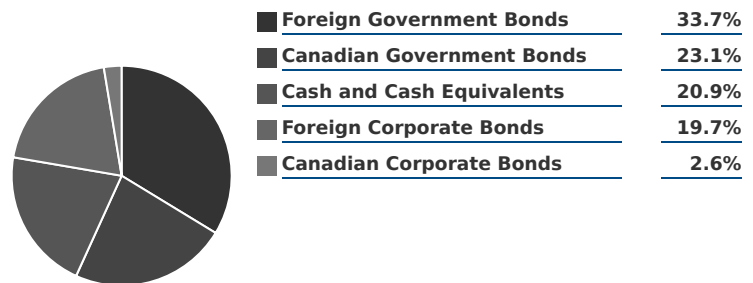 Foreign Government Bonds 33.7%
Canadian Government Bonds 23.1%
Cash and Cash Equivalents 20.9%
Foreign Corporate Bonds 19.7%
Canadian Corporate Bonds 2.6%